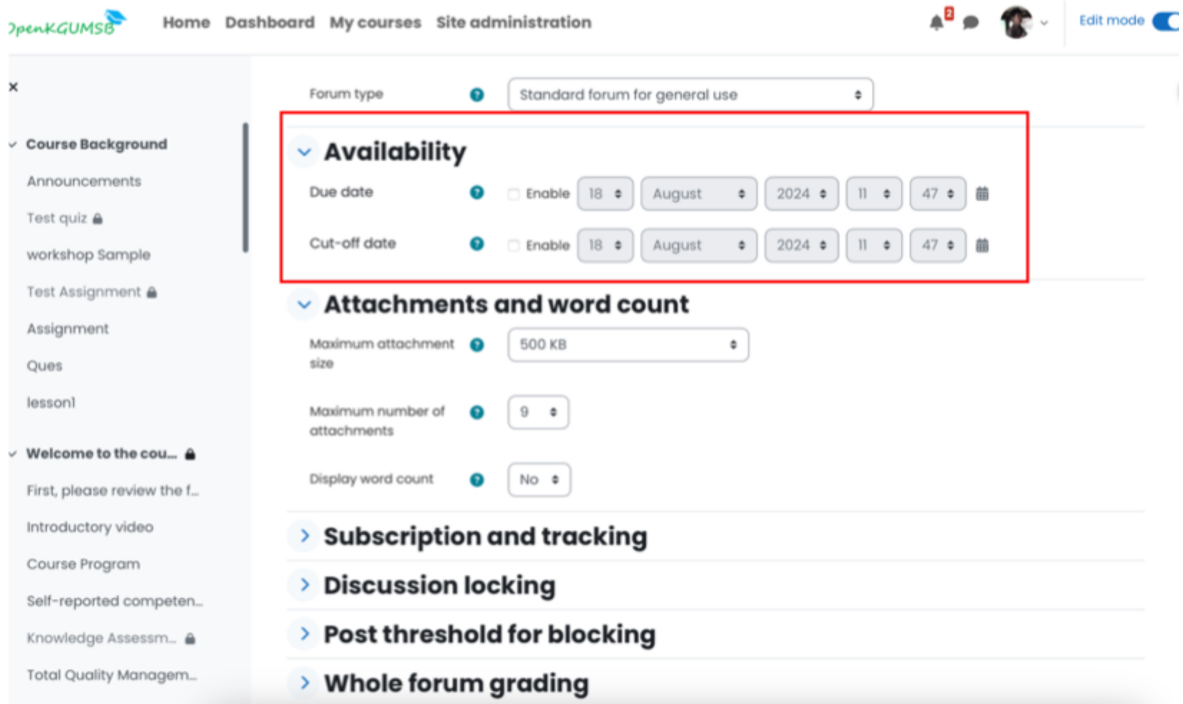 OpenKGUMSB
Home Dashboard My courses Site administration
2
Edit mode
Forum type ? Standard forum for general use
Course Background
Announcements
Test quiz
workshop Sample
Test Assignment
Assignment
Ques
lesson1
Welcome to the cou...
First, please review the f...
Introductory video
Course Program
Self-reported competen...
Knowledge Assessm...
Total Quality Managem...
Availability
Due date ? Enable 18 August 2024 11 47
Cut-off date ? Enable 18 August 2024 11 47
Attachments and word count
Maximum attachment ? 500 KB
size
Maximum number of ? 9
attachments
Display word count ? No
Subscription and tracking
Discussion locking
Post threshold for blocking
Whole forum grading